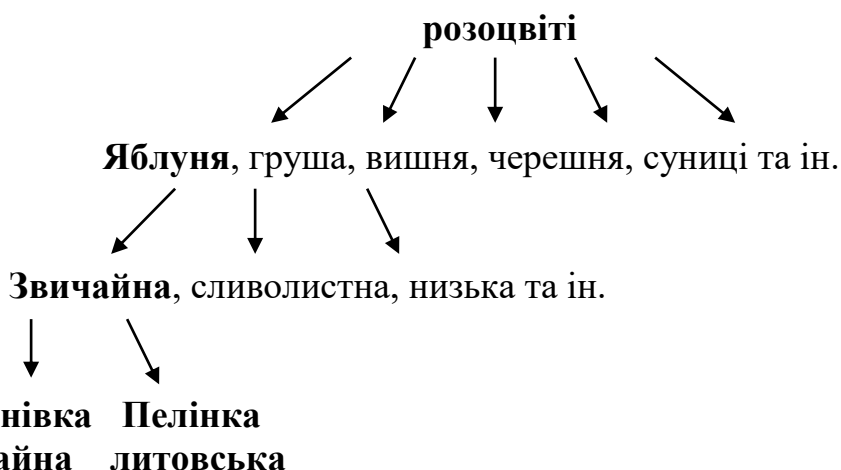 розоцвіті
Яблуня, груша, вишня, черешня, суниці та ін.
Звичайна, сливолистна, низька та ін.
Пелінка
литовська